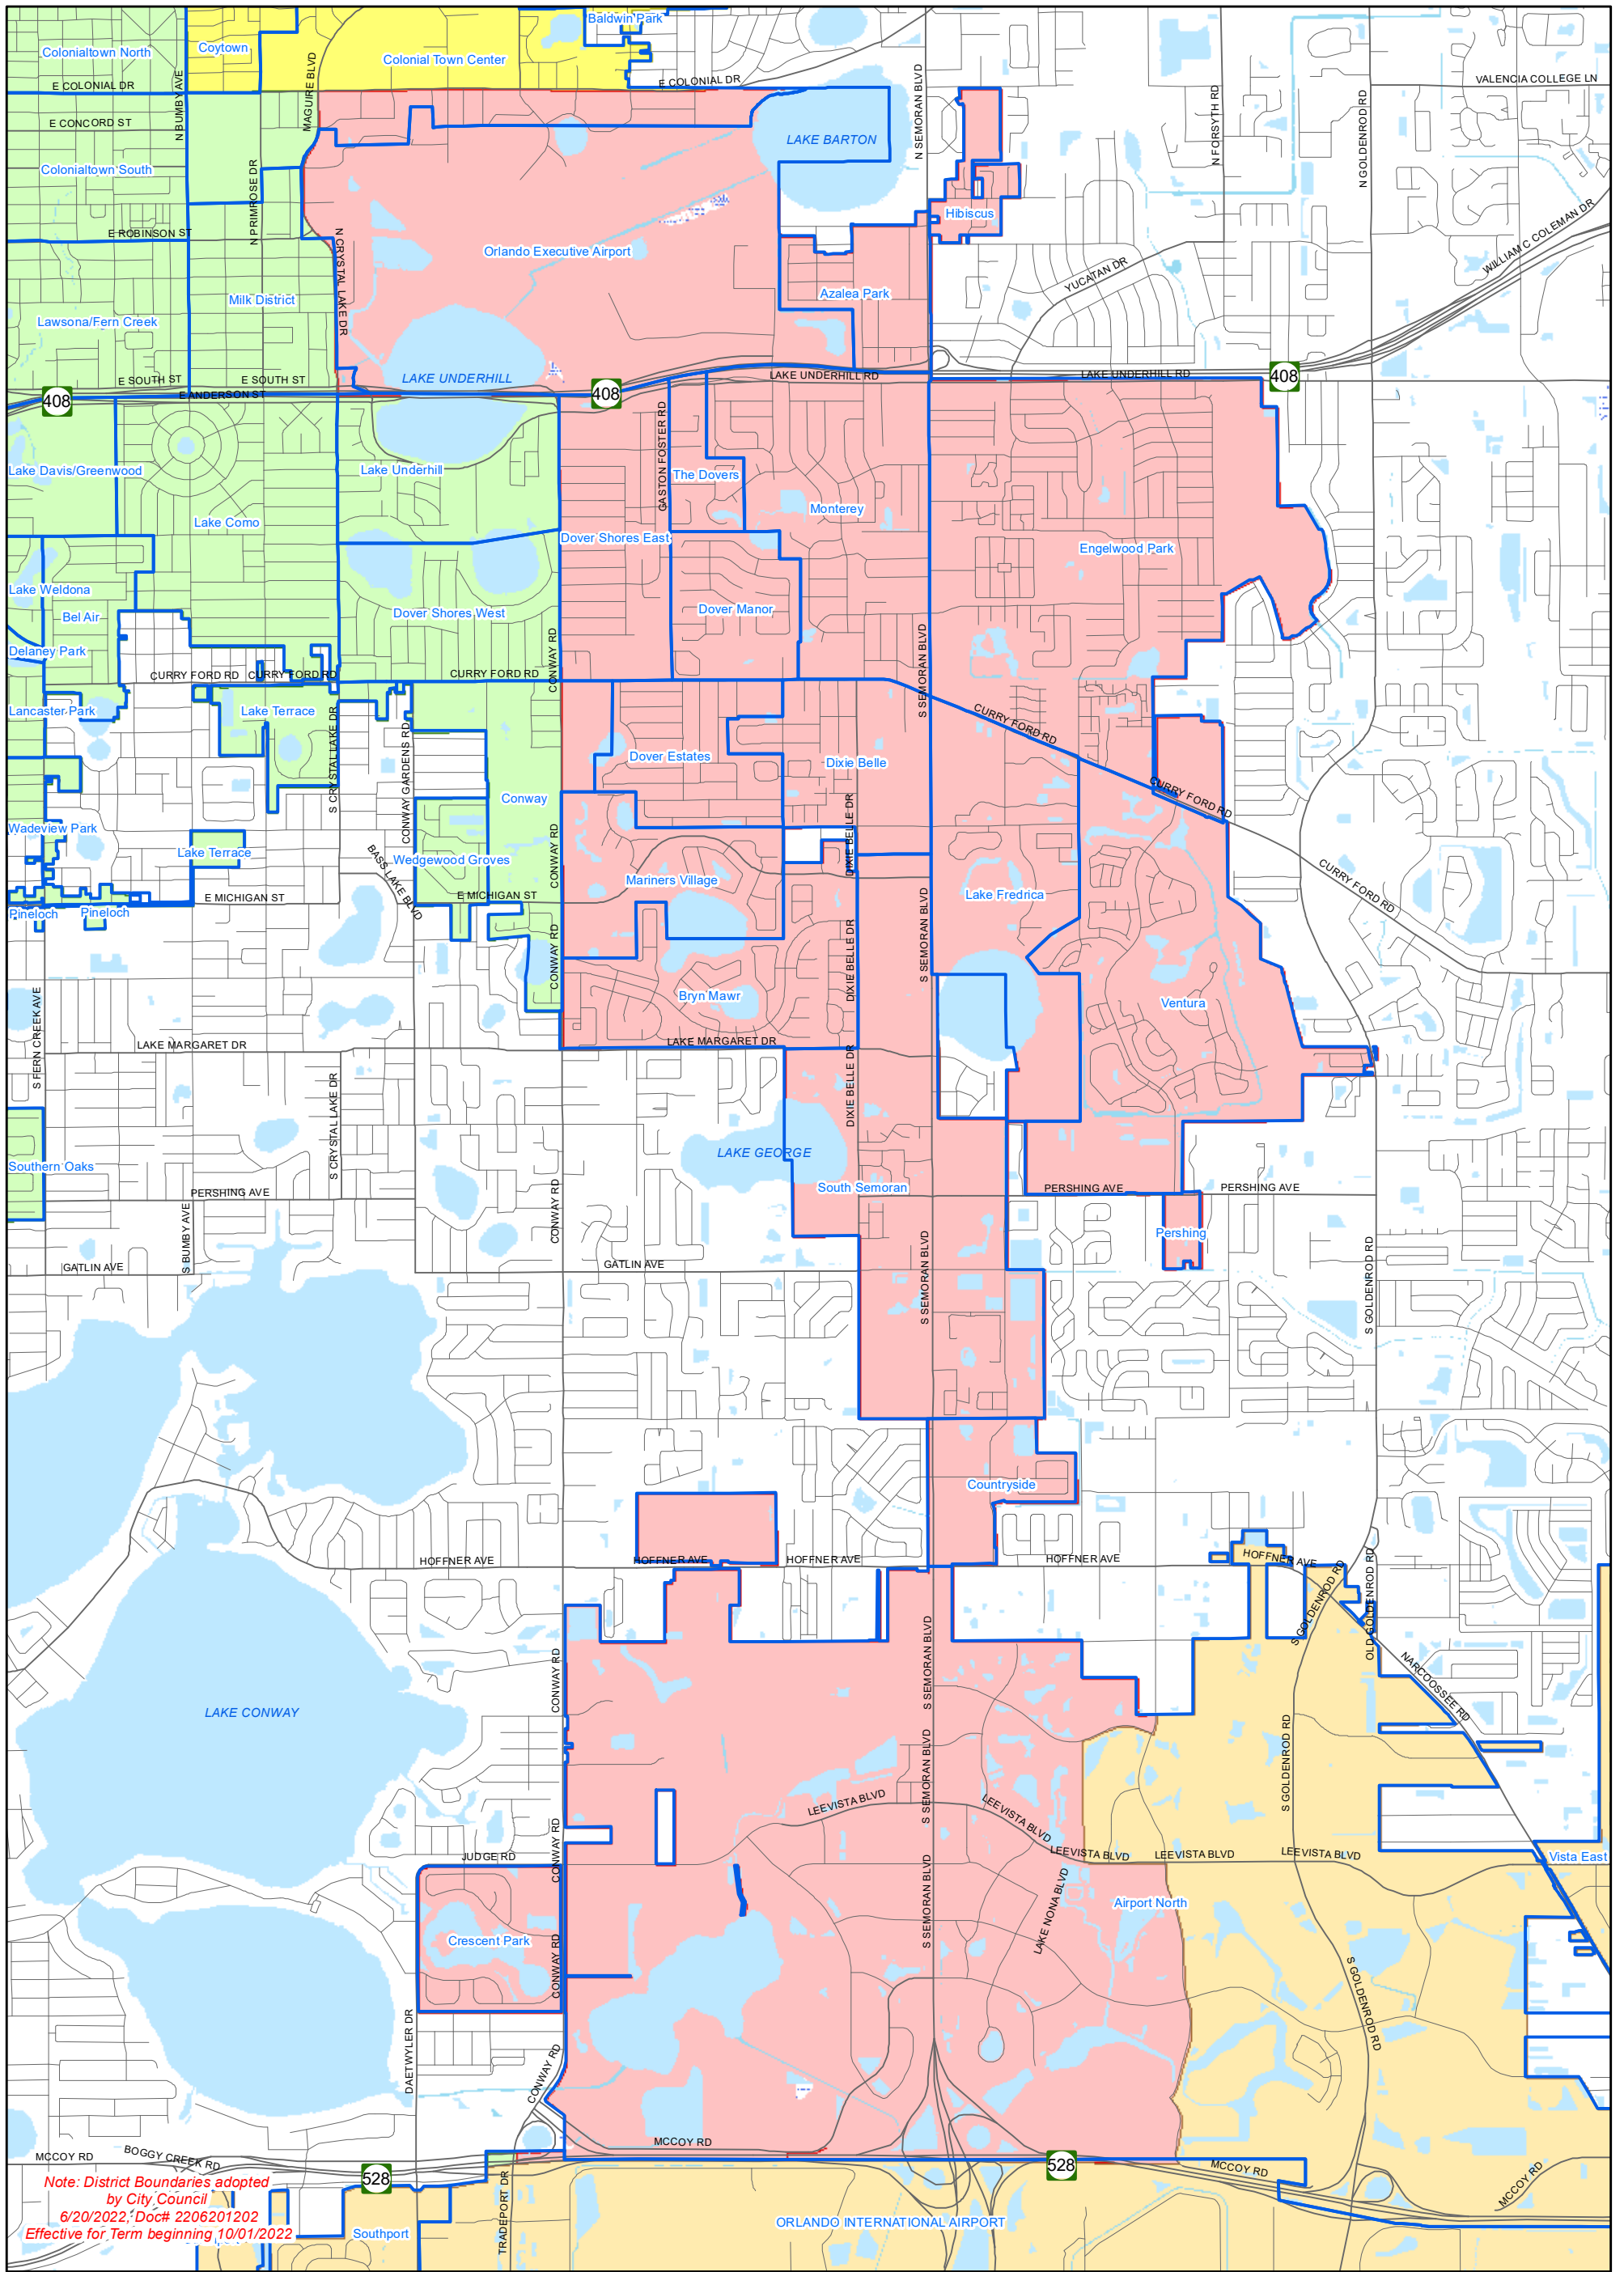 Baldwin Park
Colonialtown North
Coytown
Colonial Town Center
MAGUIRE BLVD
N BUMBY AVE
E COLONIAL DR
E COLONIAL DR
VALENCIA COLLEGE LN
N SEMORAN BLVD
N FORSYTH RD
N GOLDENROD RD
E CONCORD ST
LAKE BARTON
Colonialtown South
N PRIMROSE DR
Hibiscus
E ROBINSON ST
WILLIAM C COLEMAN DR
Orlando Executive Airport
N CRYSTAL LAKE DR
YUCATAN DR
Azalea Park
Milk District
Lawsona/Fern Creek
E SOUTH ST
E SOUTH ST
LAKE UNDERHILL
LAKE UNDERHILL RD
LAKE UNDERHILL RD
408
408
408
E ANDERSON ST
GASTON FOSTER RD
Lake Davis/Greenwood
Lake Underhill
The Dovers
Monterey
Lake Como
Dover Shores East
Engelwood Park
Lake Weldona
Bel Air
Dover Shores West
Dover Manor
Delaney Park
CONWAY RD
S SEMORAN BLVD
CURRY FORD RD
CURRY FORD RD
CURRY FORD RD
Lancaster Park
Lake Terrace
S CRYSTAL LAKE DR
CONWAY GARDENS RD
CURRY FORD RD
Dover Estates
Dixie Belle
Conway
CURRY FORD RD
Wadeview Park
Lake Terrace
BASS LAKE BLVD
Wedgewood Groves
CONWAY RD
DIXIE BELLE DR
Mariners Village
Lake Fredrica
CURRY FORD RD
E MICHIGAN ST
E MICHIGAN ST
Pineloch
Pineloch
CONWAY RD
DIXIE BELLE DR
S SEMORAN BLVD
Bryn Mawr
Ventura
S FERN CREEK AVE
LAKE MARGARET DR
LAKE MARGARET DR
S CRYSTAL LAKE DR
DIXIE BELLE DR
LAKE GEORGE
Southern Oaks
South Semoran
PERSHING AVE
PERSHING AVE
PERSHING AVE
S BUMBY AVE
CONWAY RD
Pershing
GATLIN AVE
GATLIN AVE
S SEMORAN BLVD
S GOLDENROD RD
Countryside
HOFFNER AVE
HOFFNER AVE
HOFFNER AVE
HOFFNER AVE
HOFFNER AVE
S GOLDENROD RD
OLD GOLDENROD RD
CONWAY RD
S SEMORAN BLVD
NARCOOSSEE RD
LAKE CONWAY
S SEMORAN BLVD
S GOLDENROD RD
LEEVISTA BLVD
LEEVISTA BLVD
LEEVISTA BLVD
LEEVISTA BLVD
LEEVISTA BLVD
JUDGE RD
CONWAY RD
Vista East
S SEMORAN BLVD
LAKE NONA BLVD
Airport North
Crescent Park
CONWAY RD
S GOLDENROD RD
DAETWYLER DR
CONWAY RD
MCCOY RD
BOGGY CREEK RD
MCCOY RD
MCCOY RD
MCCOY RD
528
528
TRADEPORT DR
Note: District Boundaries adopted
by City Council
6/20/2022, Doc# 2206201202
Effective for Term beginning 10/01/2022
Southport
ORLANDO INTERNATIONAL AIRPORT